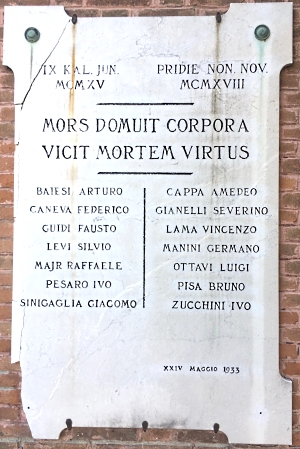 IX KAL. JUN.
MCMXV
PRIDIE NON. NOV.
MCMXVIII
MORS DOMUIT CORPORA
VICIT MORTEM VIRTUS
BAIESI ARTURO
CANEVA FEDERICO
GUIDI FAUSTO
LEVI SILVIO
MAJR RAFFAELE
PESARO IVO
SINIGAGLIA GIACOMO
CAPPA AMEDEO
GIANELLI SEVERINO
LAMA VINCENZO
MANINI GERMANO
OTTAVI LUIGI
PISA BRUNO
ZUCCHINI IVO
XXIV MAGGIO 1933